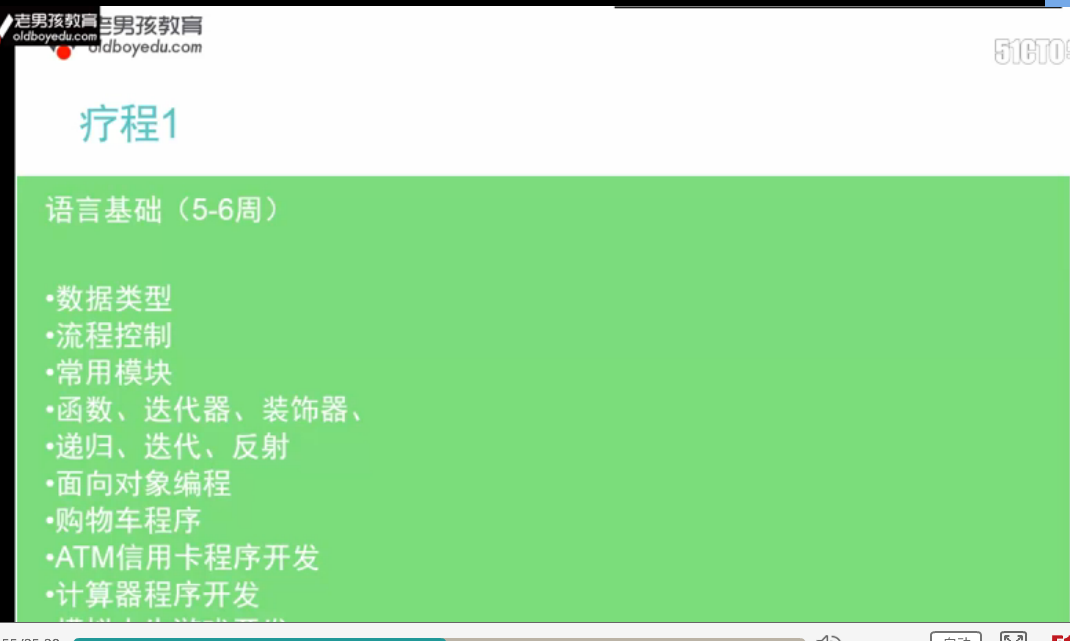 老男孩教育
oldboyedu.com
老男孩教育
oldboyedu.com
51CTO
疗程1
语言基础（5-6周）
•数据类型
•流程控制
•常用模块
•函数、迭代器、装饰器、
•递归、迭代、反射
•面向对象编程
•购物车程序
•ATM信用卡程序开发
•计算器程序开发